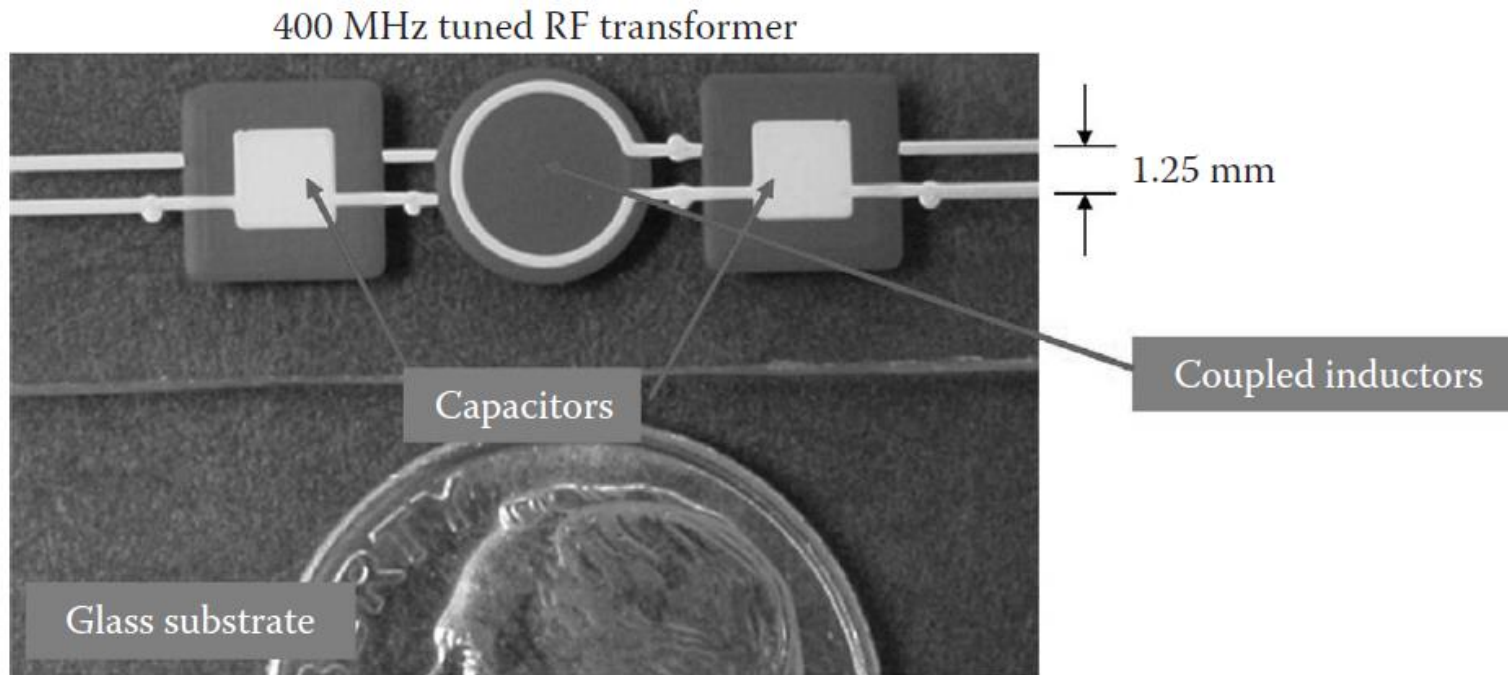 400 MHz tuned RF transformer
1.25 mm
Coupled inductors
Capacitors
Glass substrate